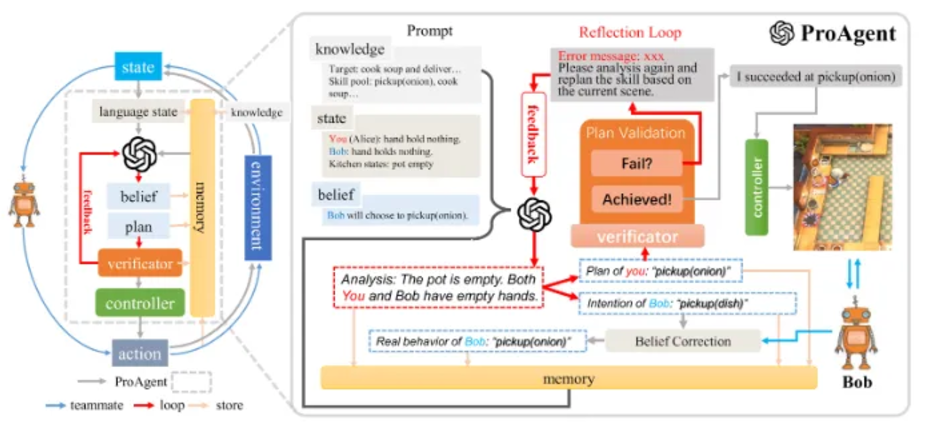 state
language state
knowledge
belief
plan
verificator
controller
action
feedback
memory
environment
ProAgent
teammate
loop
store
Prompt
knowledge
Target: cook soup and deliver…
Skill pool: pickup(onion), cook
soup…
state
You (Alice): hand hold nothing.
Bob: hand holds nothing.
Kitchen states: pot empty
belief
Bob will choose to pickup(onion).
Reflection Loop
Error message: xxx
Please analysis again and
replan the skill based on
the current scene.
feedback
Plan Validation
Fail?
Achieved!
verificator
ProAgent
I succeeded at pickup(onion)
controller
Analysis: The pot is empty. Both
You and Bob have empty hands.
Plan of you: “pickup(onion)”
Intention of Bob: “pickup(dish)”
Real behavior of Bob: “pickup(onion)”
Belief Correction
memory
Bob